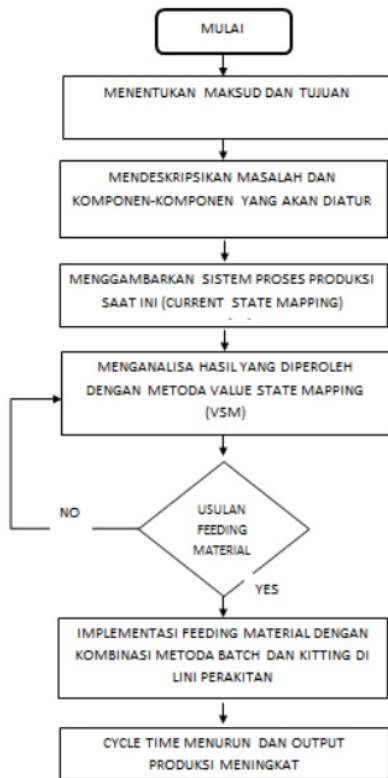 MULAI
MENENTUKAN MAKSUD DAN TUJUAN
MENDESKRIPSIKAN MASALAH DAN
KOMPONEN-KOMPONEN YANG AKAN DIATUR
MENGGAMBARKAN SISTEM PROSES PRODUKSI
SAAT INI (CURRENT STATE MAPPING)
MENGANALISA HASIL YANG DIPEROLEH
DENGAN METODA VALUE STATE MAPPING
(VSM)
NO
USULAN
FEEDING
MATERIAL
YES
IMPLEMENTASI FEEDING MATERIAL DENGAN
KOMBINASI METODA BATCH DAN KITTING DI
LINI PERAKITAN
CYCLE TIME MENURUN DAN OUTPUT
PRODUKSI MENINGKAT